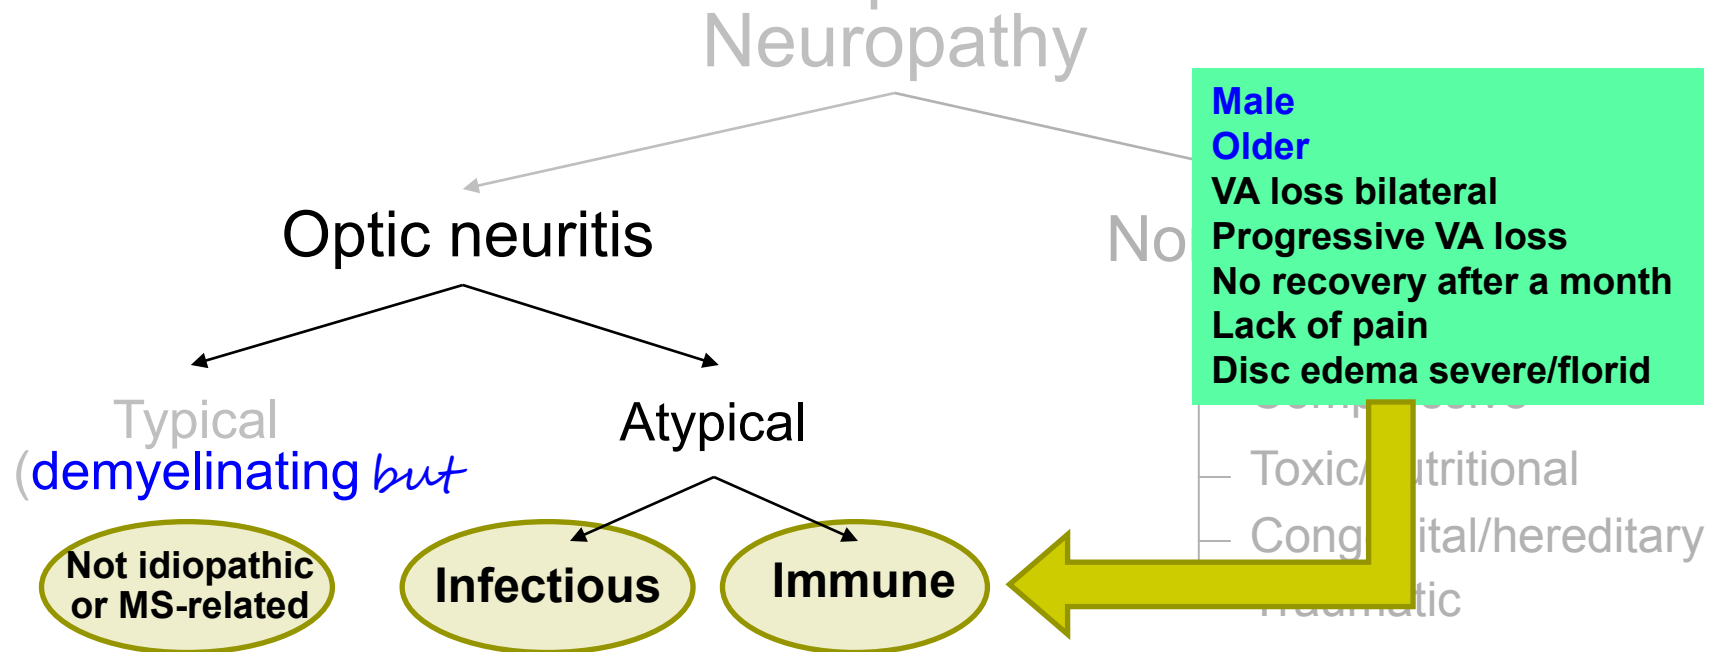 Neuropathy
Male
Older
VA loss bilateral
Progressive VA loss
No recovery after a month
Lack of pain
Disc edema severe/florid
Optic neuritis
Typical
(demyelinating but
Atypical
Not idiopathic
or MS-related
Infectious
Immune